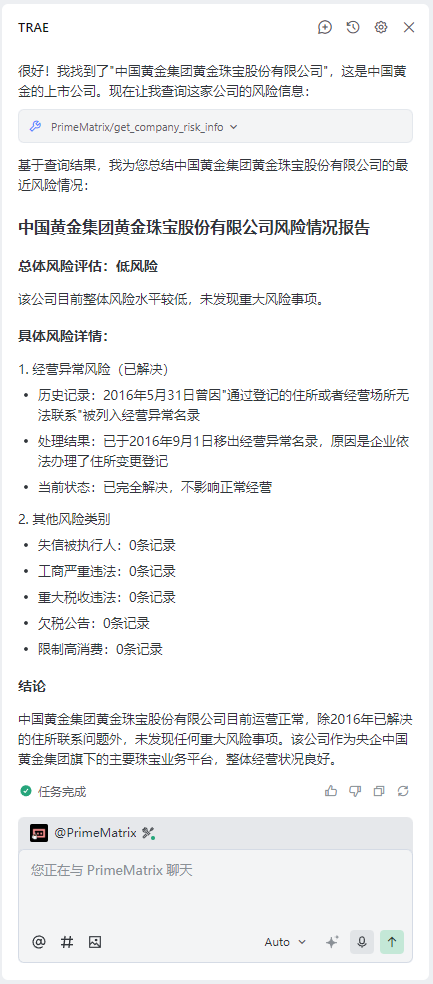 TRAE
很好！我找到了"中国黄金集团黄金珠宝股份有限公司"，这是中国黄
金的上市公司。现在让我查询这家公司的风险信息：
PrimeMatrix/get_company_risk_info
基于查询结果，我为您总结中国黄金集团黄金珠宝股份有限公司的最
近风险情况：
中国黄金集团黄金珠宝股份有限公司风险情况报告
总体风险评估：低风险
该公司目前整体风险水平较低，未发现重大风险事项。
具体风险详情：
1. 经营异常风险（已解决）
• 历史记录：2016年5月31日曾因"通过登记的住所或者经营场所无
法联系"被列入经营异常名录
• 处理结果：已于2016年9月1日移出经营异常名录，原因是企业依
法办理了住所变更登记
• 当前状态：已完全解决，不影响正常经营
2. 其他风险类别
• 失信被执行人：0条记录
• 工商严重违法：0条记录
• 重大税收违法：0条记录
• 欠税公告：0条记录
• 限制高消费：0条记录
结论
中国黄金集团黄金珠宝股份有限公司目前运营正常，除2016年已解决
的住所联系问题外，未发现任何重大风险事项。该公司作为央企中国
黄金集团旗下的主要珠宝业务平台，整体经营状况良好。
任务完成
@PrimeMatrix
您正在与 PrimeMatrix 聊天
@ # Auto